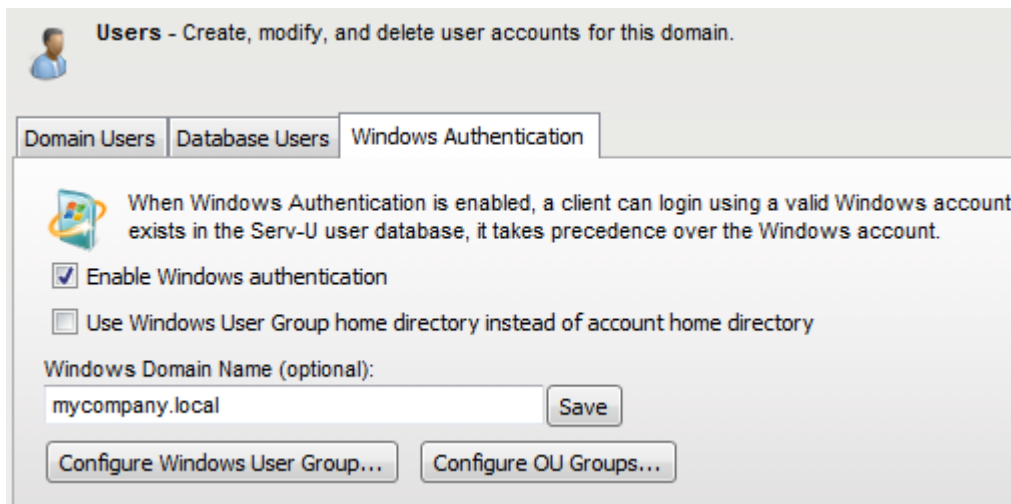 Users - Create, modify, and delete user accounts for this domain.
Domain Users Database Users Windows Authentication
When Windows Authentication is enabled, a client can login using a valid Windows account
exists in the Serv-U user database, it takes precedence over the Windows account.
Enable Windows authentication
Use Windows User Group home directory instead of account home directory
Windows Domain Name (optional):
mycompany.local Save
Configure Windows User Group... Configure OU Groups...